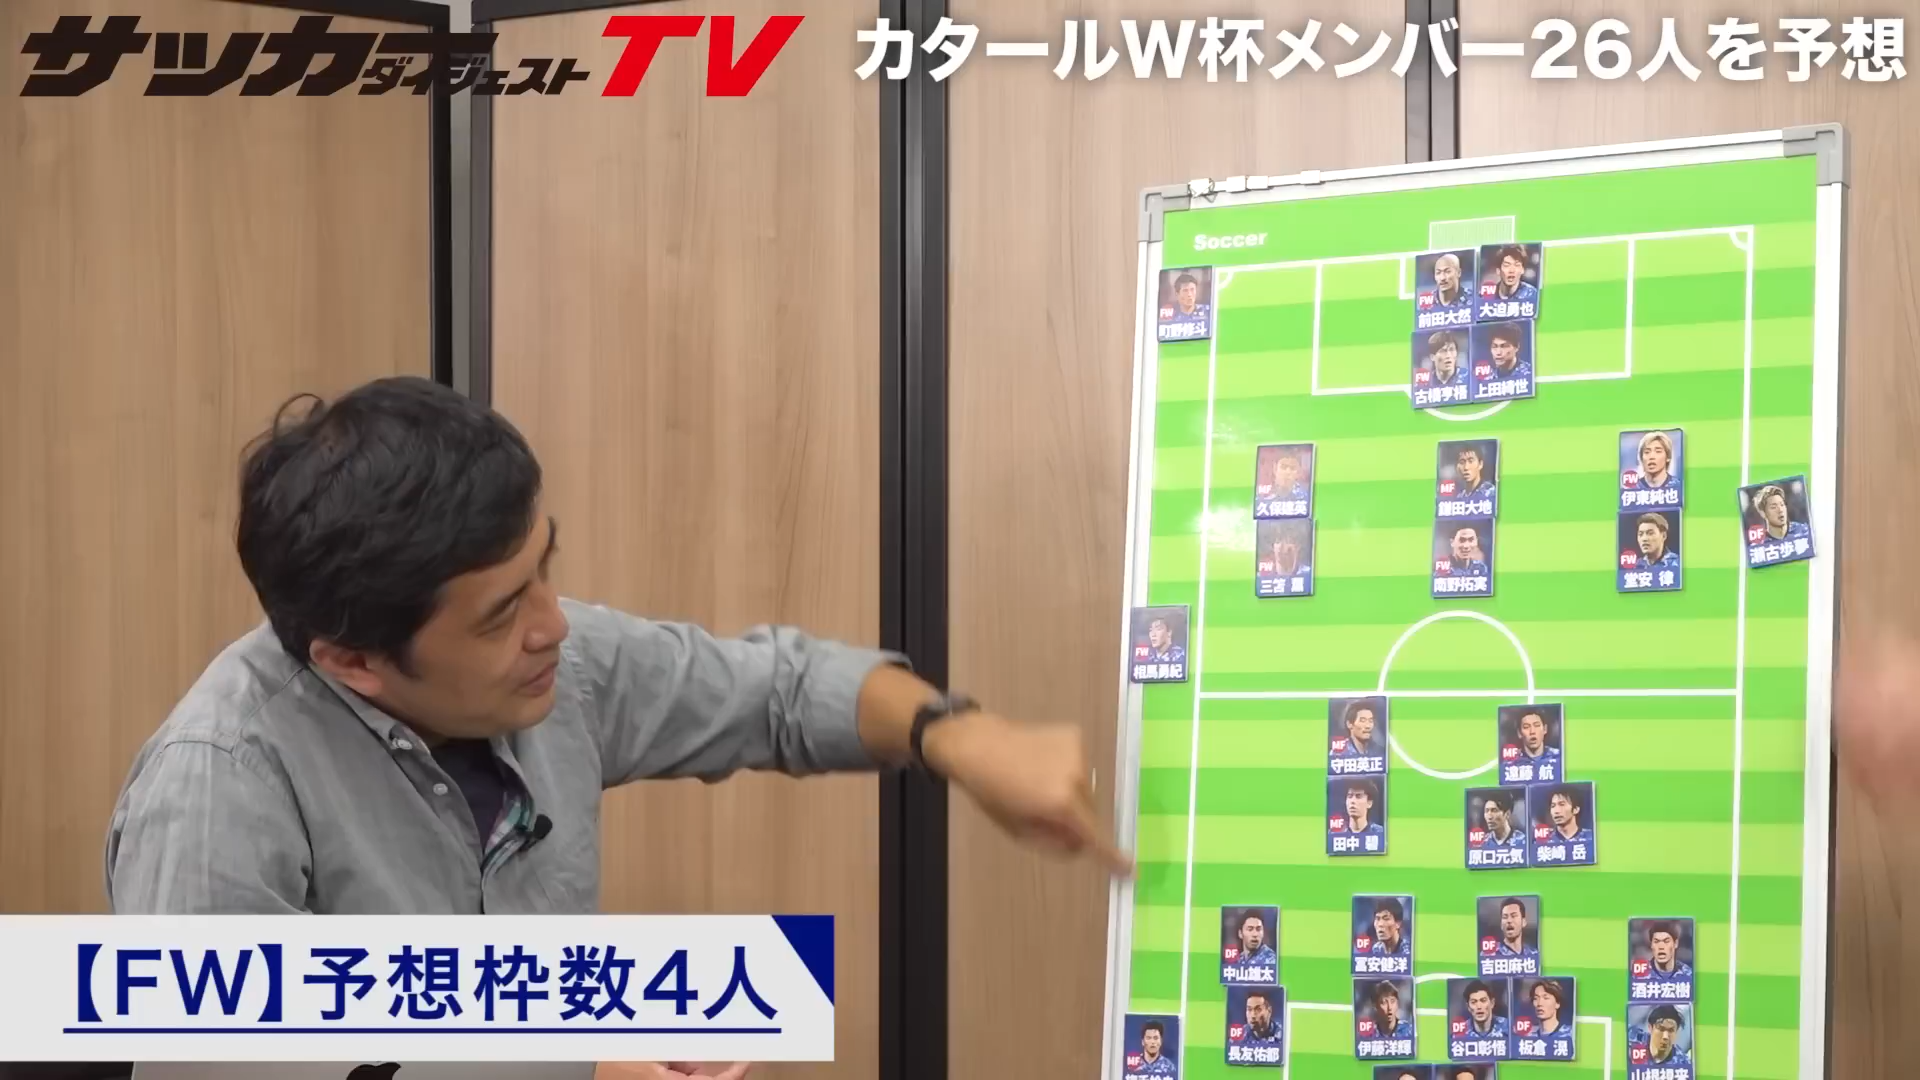 サッカーダイジェストTV
カタールW杯メンバー26人を予想
Soccer
FW 町野修斗
FW 前田大然
FW 大迫勇也
FW 古橋亨梧
FW 上田綺世
MF 久保建英
MF 鎌田大地
FW 伊東純也
DF 瀬古歩夢
FW 三笘 薫
FW 南野拓実
FW 堂安 律
FW 相馬勇紀
MF 守田英正
MF 遠藤 航
MF 田中 碧
MF 原口元気
MF 柴崎 岳
DF 中山雄太
DF 冨安健洋
DF 吉田麻也
DF 酒井宏樹
DF 長友佑都
DF 伊藤洋輝
DF 谷口彰悟
DF 板倉 滉
DF 山根視来
MF
【FW】予想枠数4人